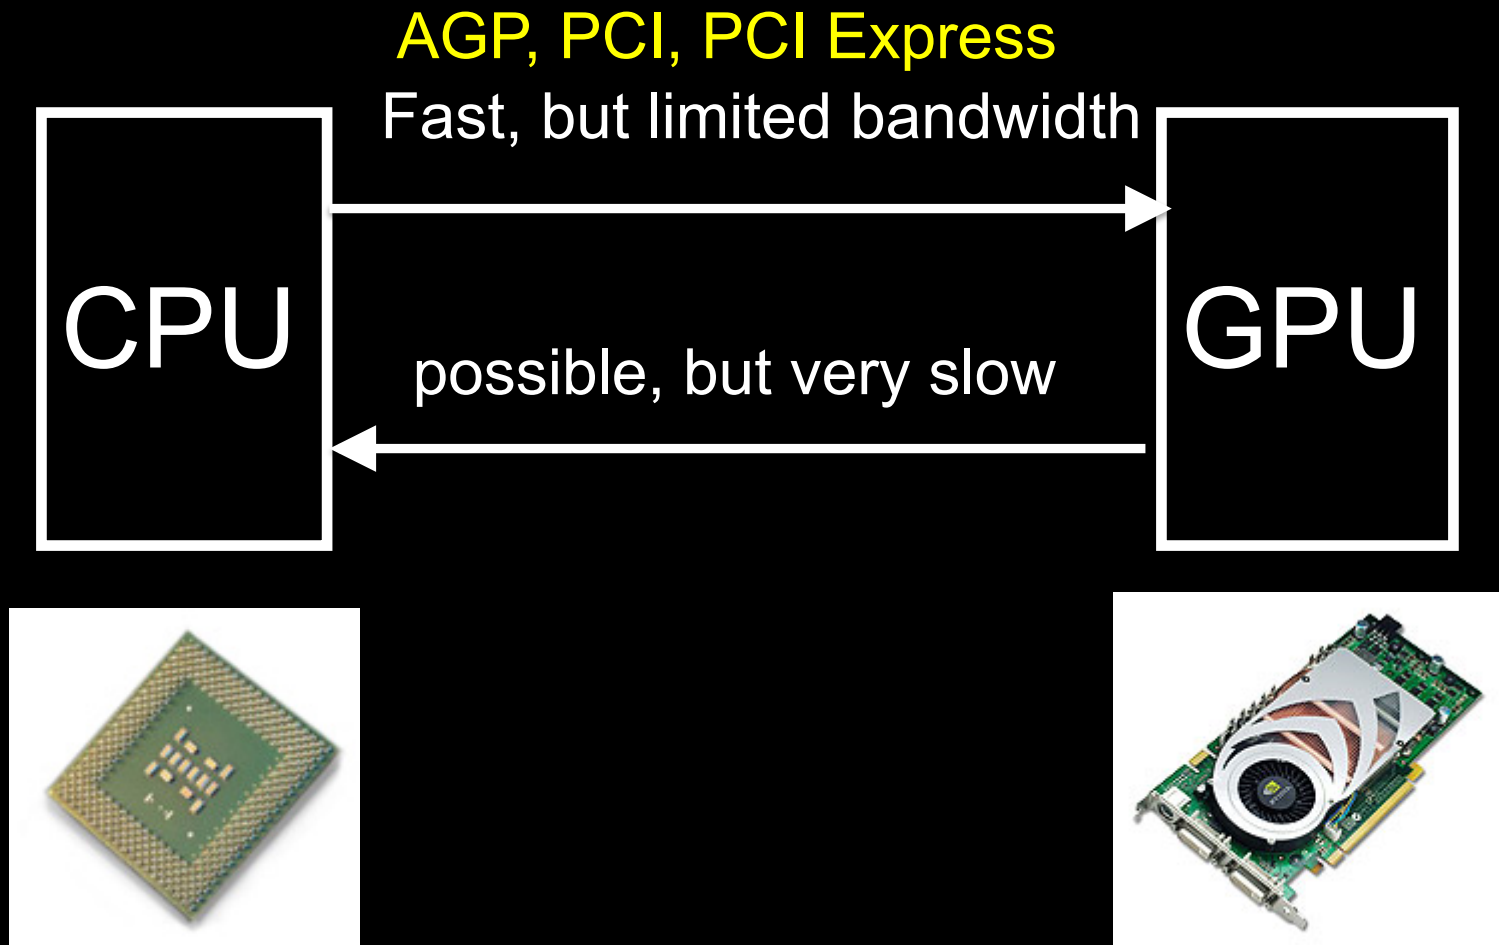 AGP, PCI, PCI Express
Fast, but limited bandwidth
CPU
GPU
possible, but very slow